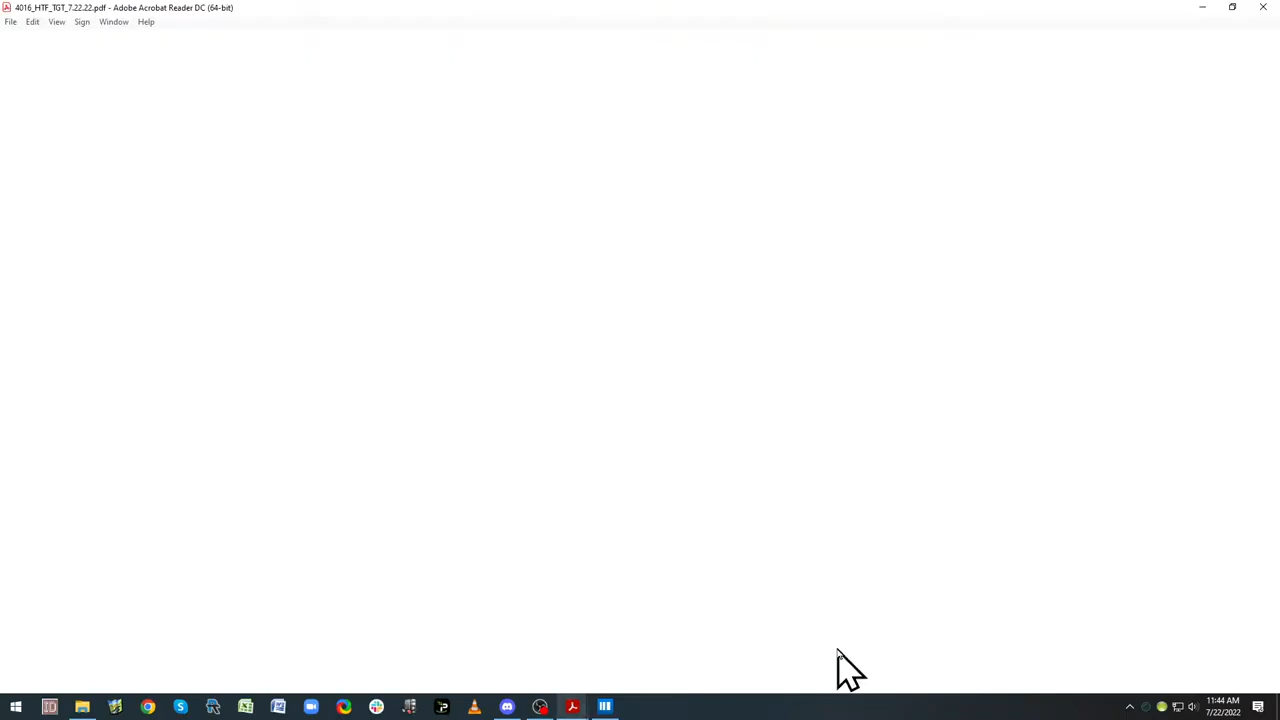 4016_HTF_TGT_7.22.22.pdf - Adobe Acrobat Reader DC (64-bit)
File Edit View Sign Window Help
ID
11:44 AM
7/22/2022